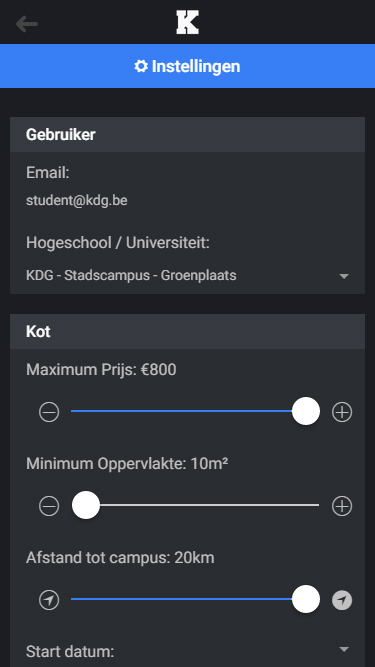 K
Instellingen
Gebruiker
Email:
student@kdg.be
Hogeschool / Universiteit:
KDG - Stadscampus - Groenplaats
Kot
Maximum Prijs: €800
Minimum Oppervlakte: 10m²
Afstand tot campus: 20km
Start datum: